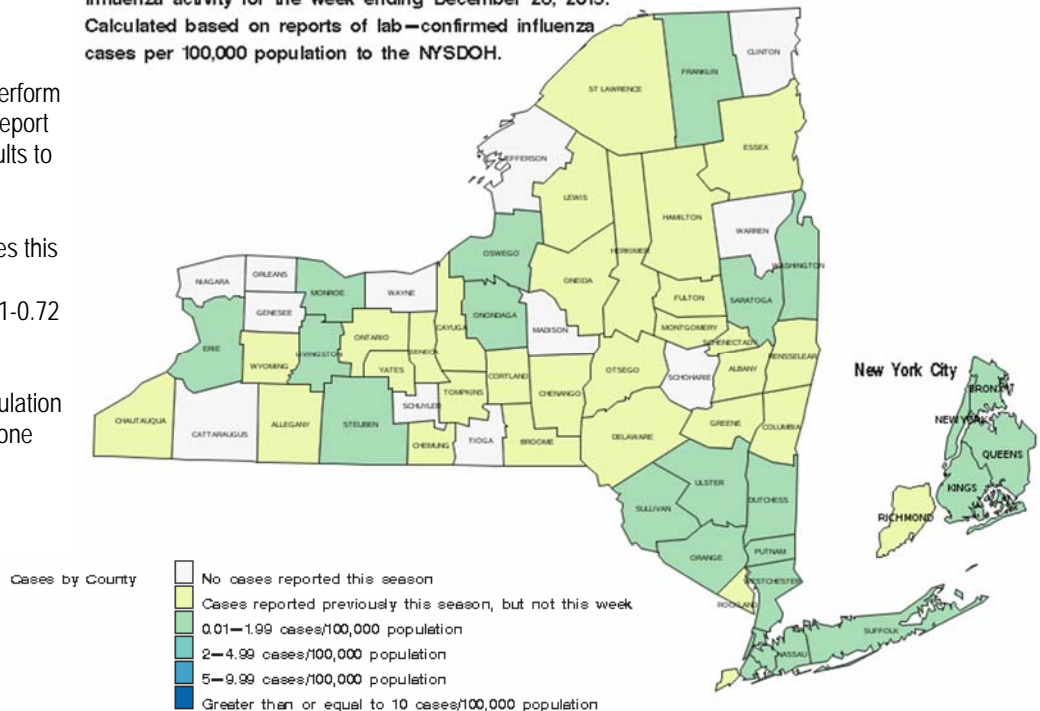 Influenza activity for the week ending December 26, 2015.
Calculated based on reports of lab-confirmed influenza
cases per 100,000 population to the NYSDOH.
erform
eport
ults to
es this
1-0.72
ulation
one
CLINTON
FRANKLIN
ST LAWRENCE
ESSEX
JEFFERSON
LEWIS
HAMILTON
HERKIMER
WARREN
WASHINGTON
OSWEGO
ONEIDA
NIAGARA
ORLEANS
MONROE
WAYNE
FULTON
SARATOGA
GENESEE
CAYUGA
ONONDAGA
MADISON
MONTGOMERY
ERIE
ONTARIO
SENECA
SCHENECTADY
WYOMING
LIVINGSTON
YATES
CORTLAND
OTSEGO
SCHOHARIE
ALBANY
RENSSELEAR
TOMPKINS
CHENANGO
SCHUYLER
CHAUTAUQUA
CATTARAUGUS
ALLEGANY
STEUBEN
CHEMUNG
TIOGA
BROOME
DELAWARE
GREENE
COLUMBIA
ULSTER
DUTCHESS
SULLIVAN
ORANGE
PUTNAM
WESTCHESTER
ROCKLAND
NASSAU
SUFFOLK
New York City
BRONX
NEW YORK
QUEENS
KINGS
RICHMOND
Cases by County
No cases reported this season
Cases reported previously this season, but not this week
0.01-1.99 cases/100,000 population
2-4.99 cases/100,000 population
5-9.99 cases/100,000 population
Greater than or equal to 10 cases/100,000 population